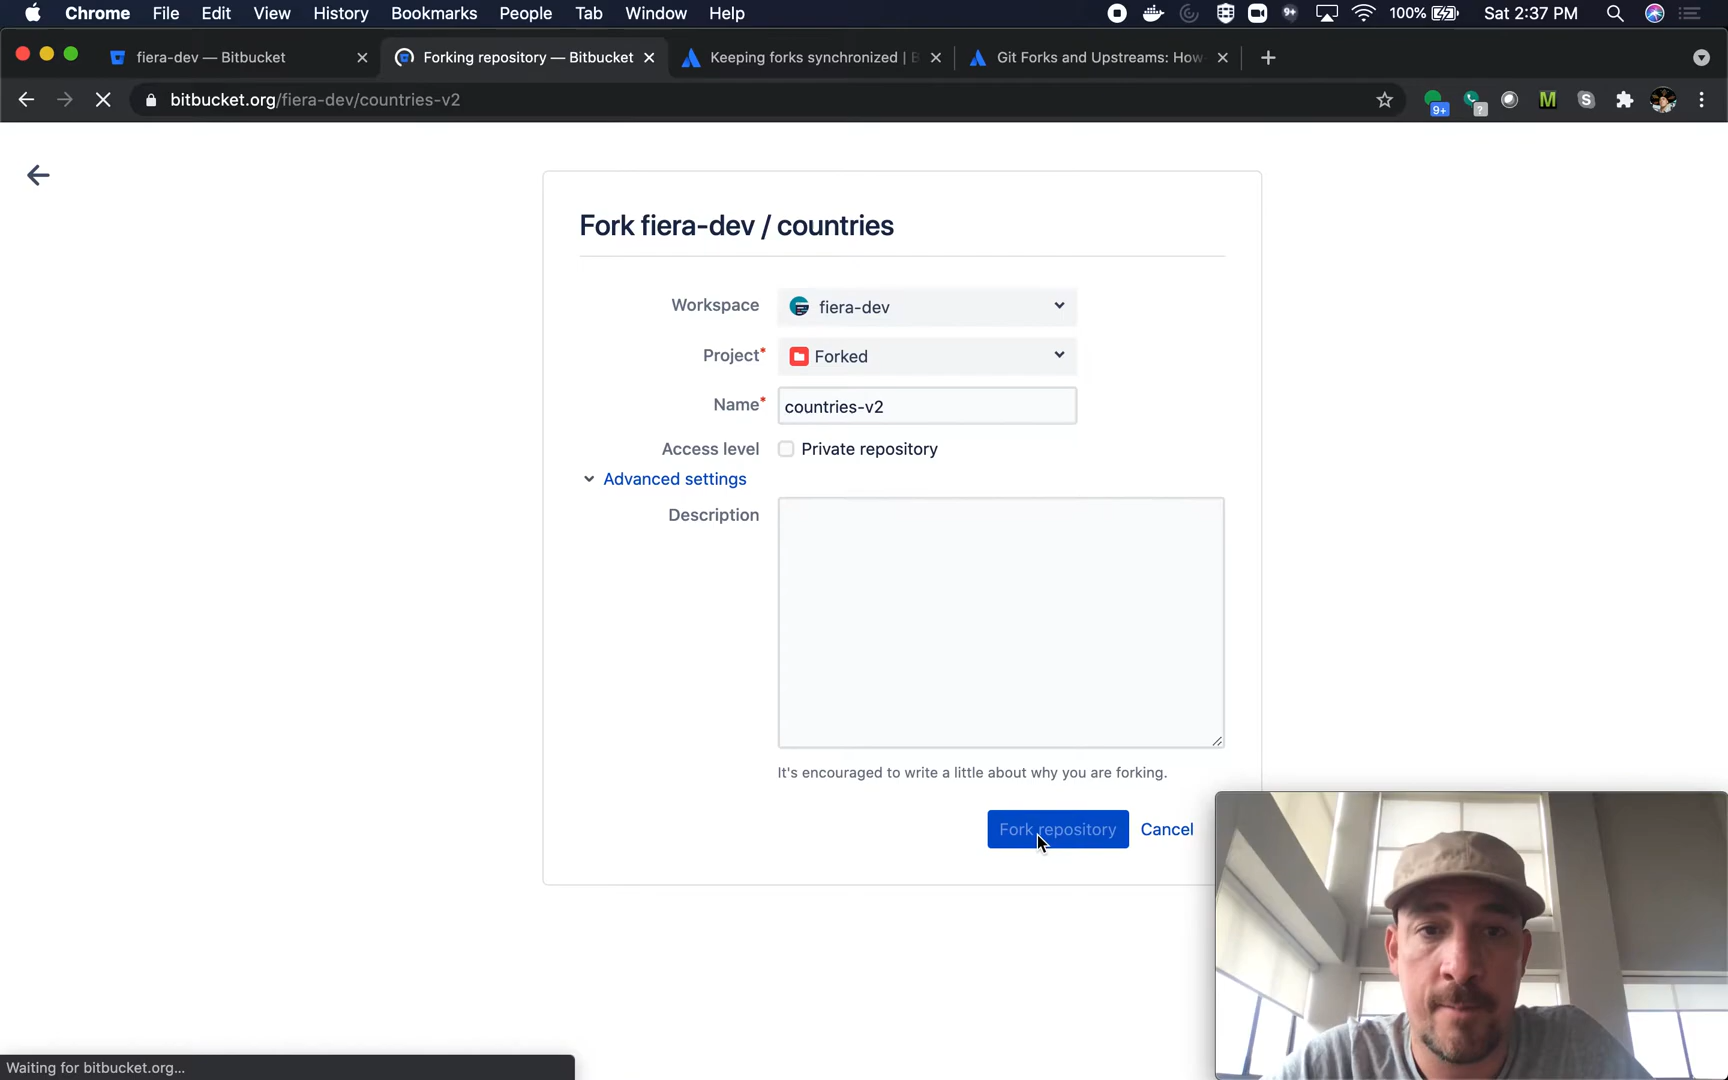 Chrome File Edit View History Bookmarks People Tab Window Help 9+ 100% Sat 2:37 PM
fiera-dev — Bitbucket Forking repository — Bitbucket Keeping forks synchronized | Git Forks and Upstreams: How-
bitbucket.org/fiera-dev/countries-v2 9+ ? M S
Fork fiera-dev / countries
Workspace fiera-dev
Project* Forked
Name* countries-v2
Access level Private repository
Advanced settings
Description
It's encouraged to write a little about why you are forking.
Fork repository Cancel
Waiting for bitbucket.org...